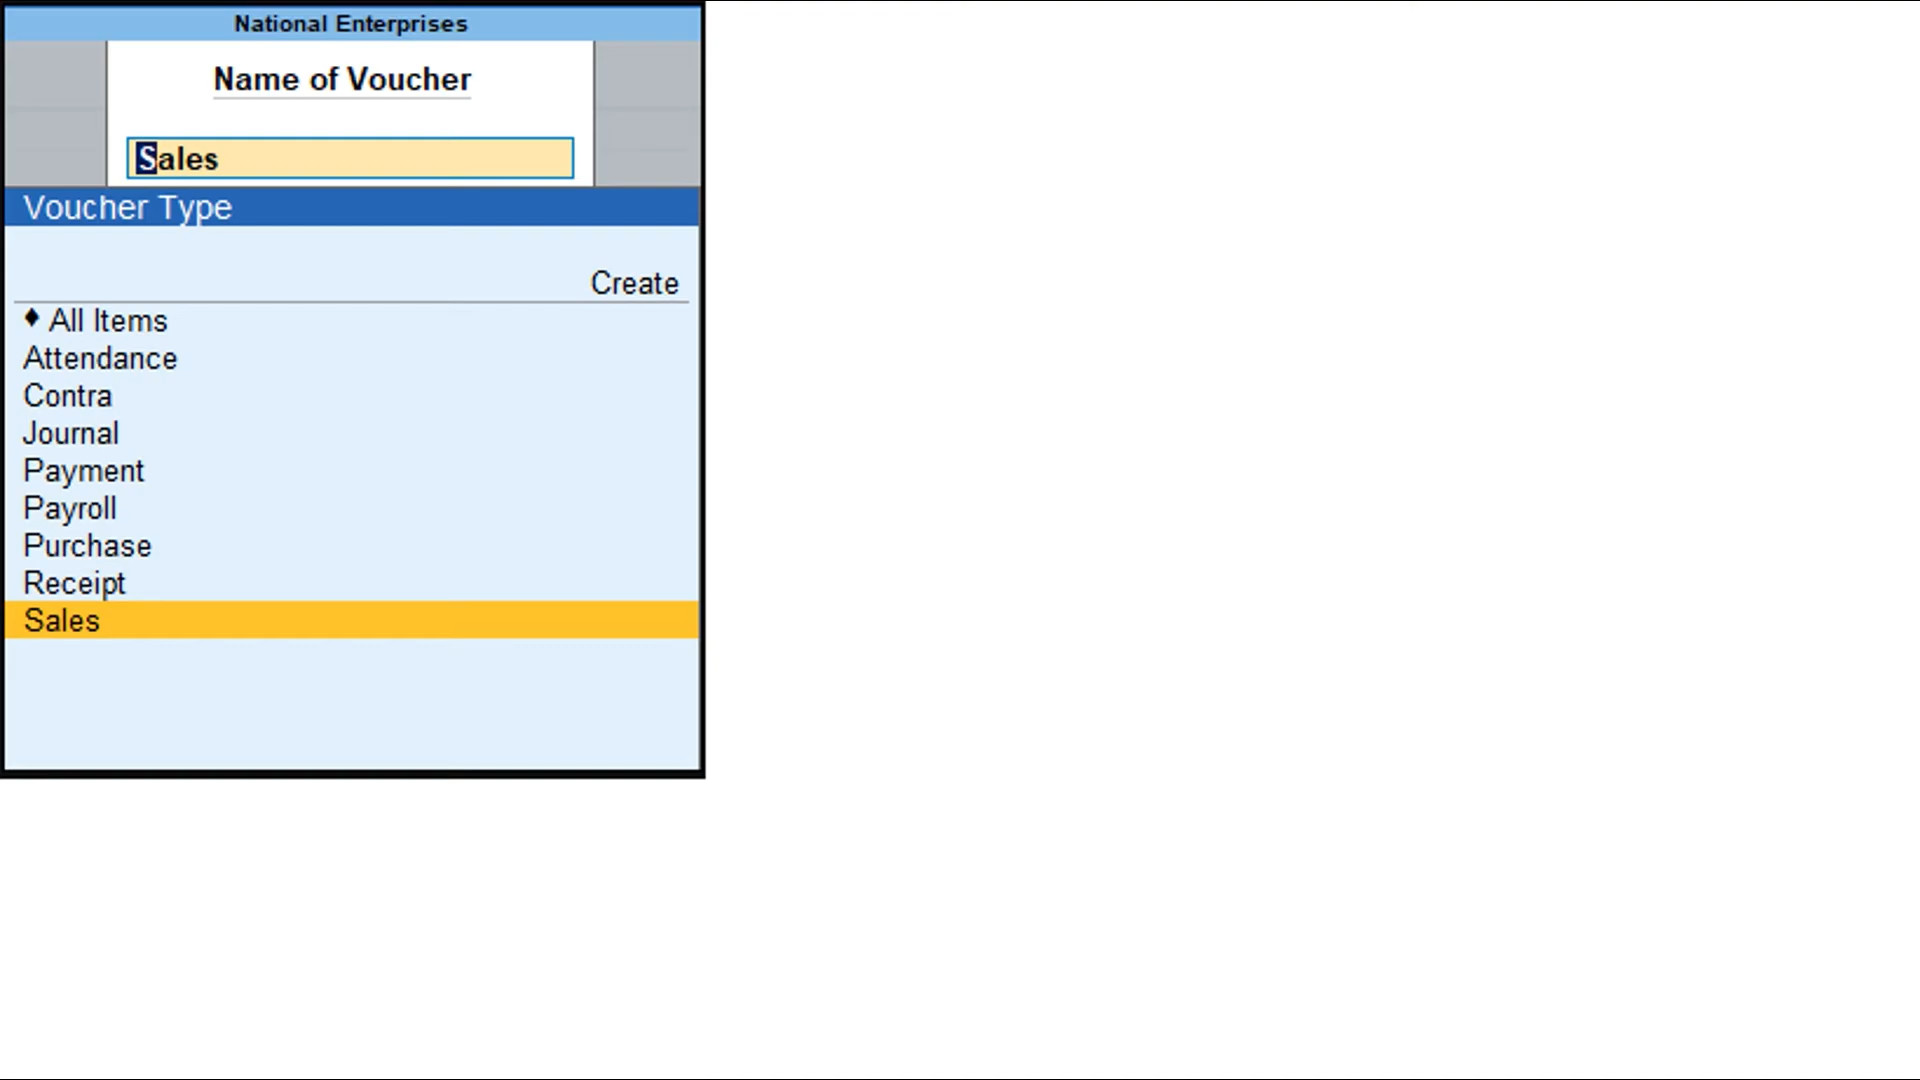 National Enterprises
Name of Voucher
Sales
Voucher Type
Create
♦ All Items
Attendance
Contra
Journal
Payment
Payroll
Purchase
Receipt
Sales